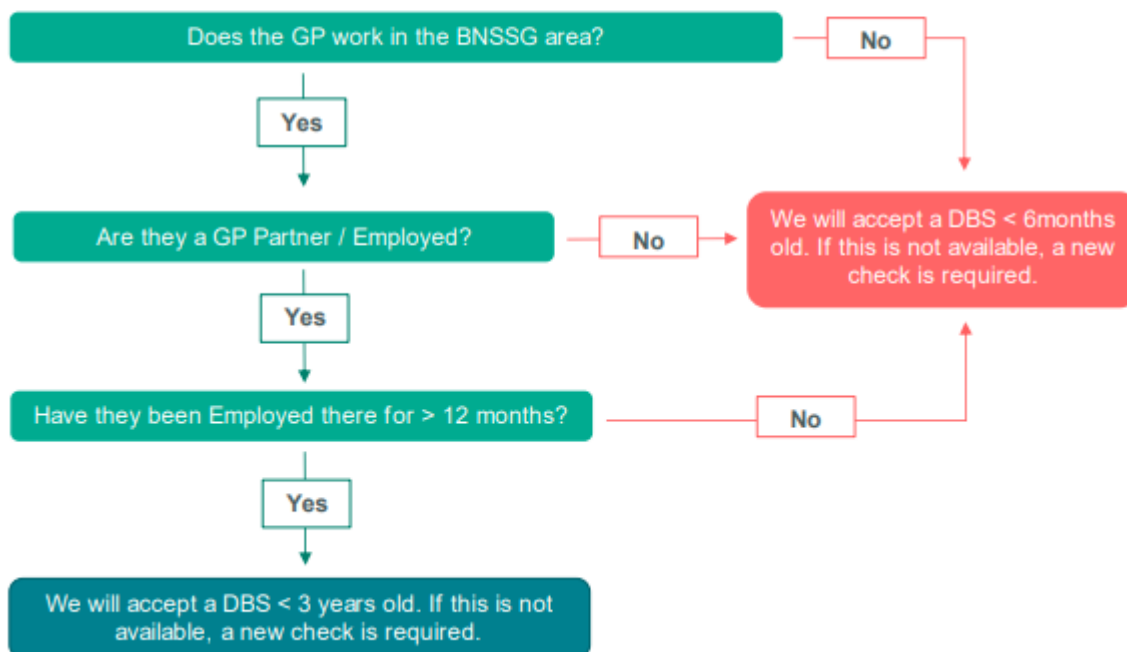 Does the GP work in the BNSSG area?
No
Yes
Are they a GP Partner / Employed?
No
We will accept a DBS < 6months
old. If this is not available, a new
check is required.
Yes
Have they been Employed there for > 12 months?
No
Yes
We will accept a DBS < 3 years old. If this is not
available, a new check is required.